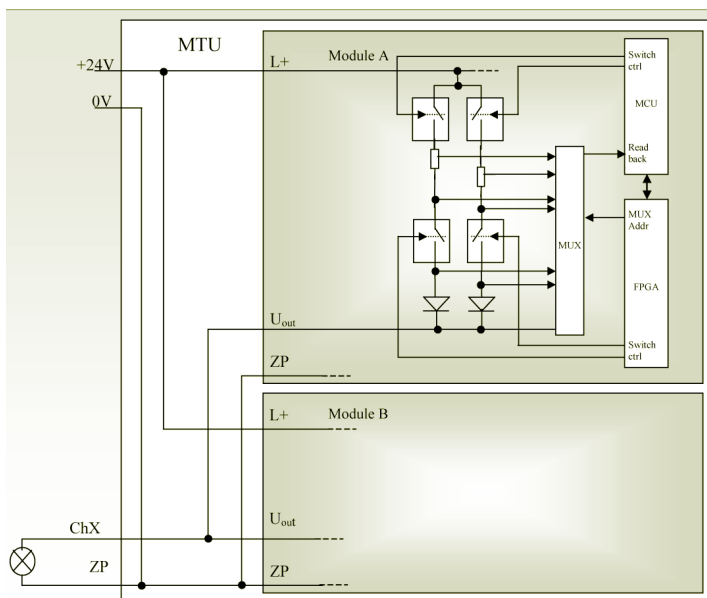 MTU
+24V
L+
Module A
0V
Switch
ctrl
MCU
Read
back
MUX
Addr
MUX
FPGA
Uout
Switch
ctrl
ZP
L+
Module B
ChX
Uout
ZP
ZP